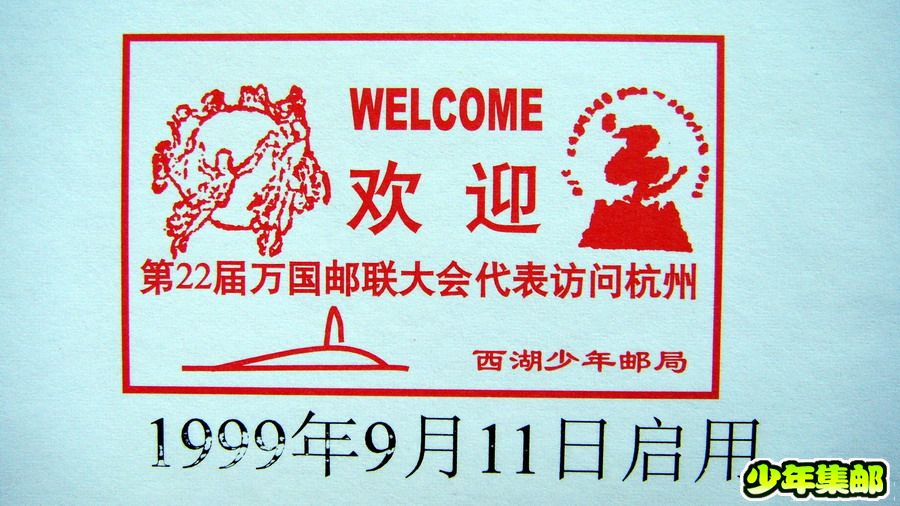 WELCOME
欢 迎
第22届万国邮联大会代表访问杭州
西湖少年邮局
1999年9月11日启用
少年集邮